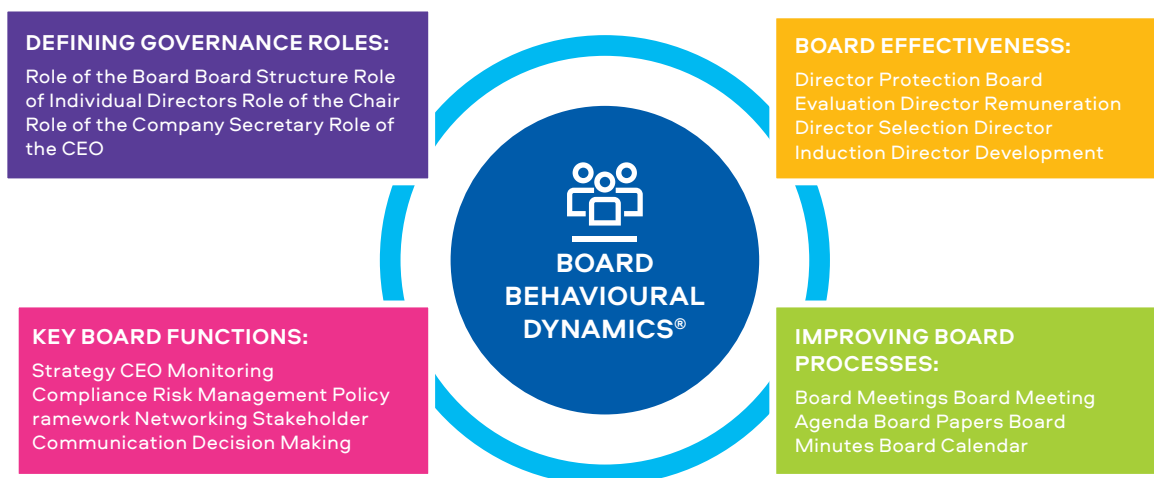 DEFINING GOVERNANCE ROLES:
Role of the Board Board Structure Role
of Individual Directors Role of the Chair
Role of the Company Secretary Role of
the CEO
BOARD EFFECTIVENESS:
Director Protection Board
Evaluation Director Remuneration
Director Selection Director
Induction Director Development
BOARD
BEHAVIOURAL
DYNAMICS®
KEY BOARD FUNCTIONS:
Strategy CEO Monitoring
Compliance Risk Management Policy
ramework Networking Stakeholder
Communication Decision Making
IMPROVING BOARD
PROCESSES:
Board Meetings Board Meeting
Agenda Board Papers Board
Minutes Board Calendar